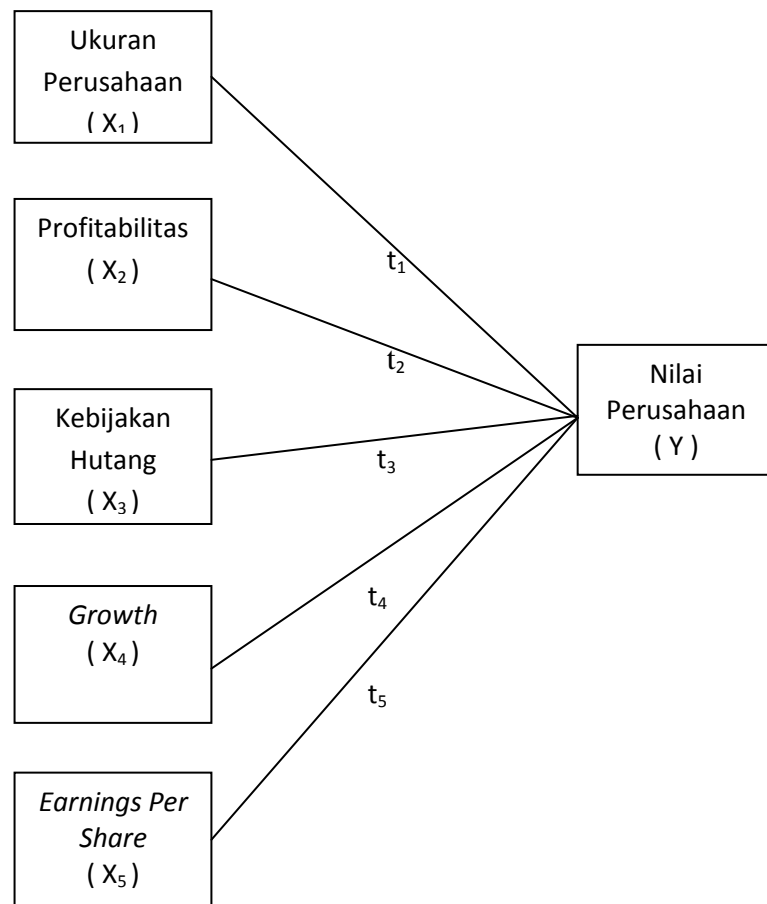 Ukuran
Perusahaan
( X₁ )
Profitabilitas
( X₂ )
Kebijakan
Hutang
( X₃ )
Growth
( X₄ )
Earnings Per
Share
( X₅ )
t₁
t₂
t₃
t₄
t₅
Nilai
Perusahaan
( Y )